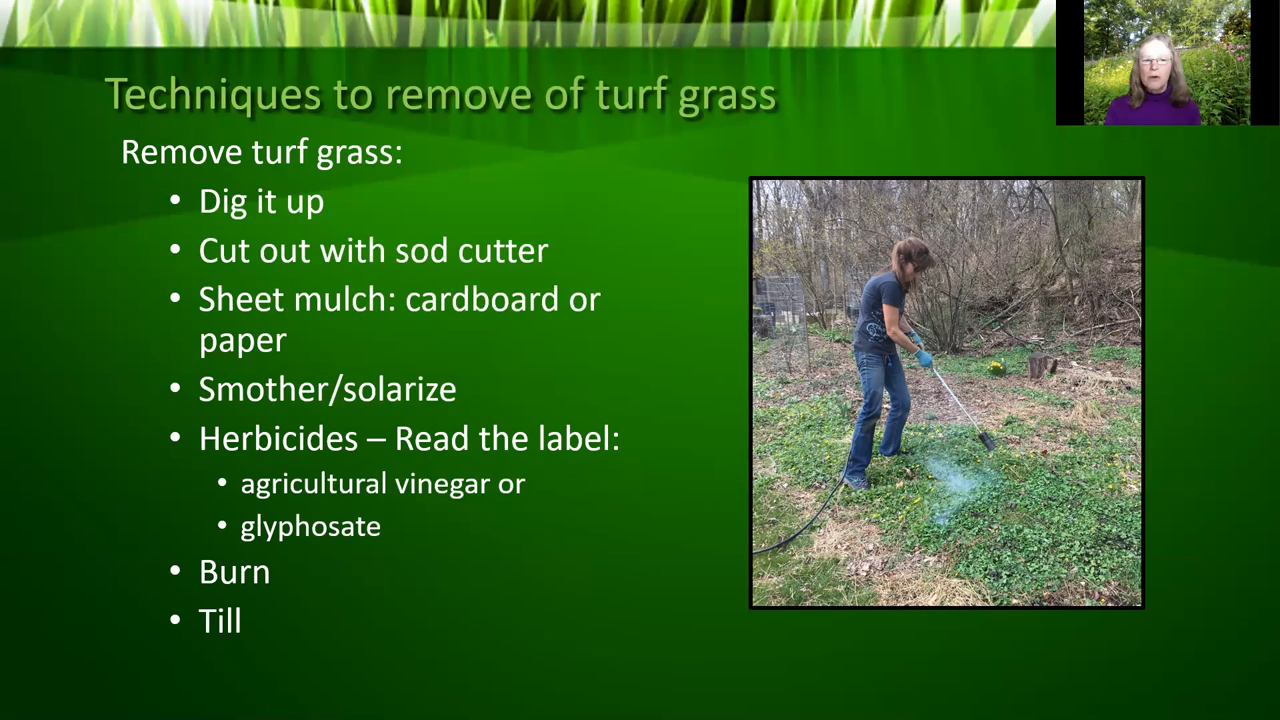 Techniques to remove of turf grass
Remove turf grass:
• Dig it up
• Cut out with sod cutter
• Sheet mulch: cardboard or
paper
• Smother/solarize
• Herbicides – Read the label:
• agricultural vinegar or
• glyphosate
• Burn
• Till